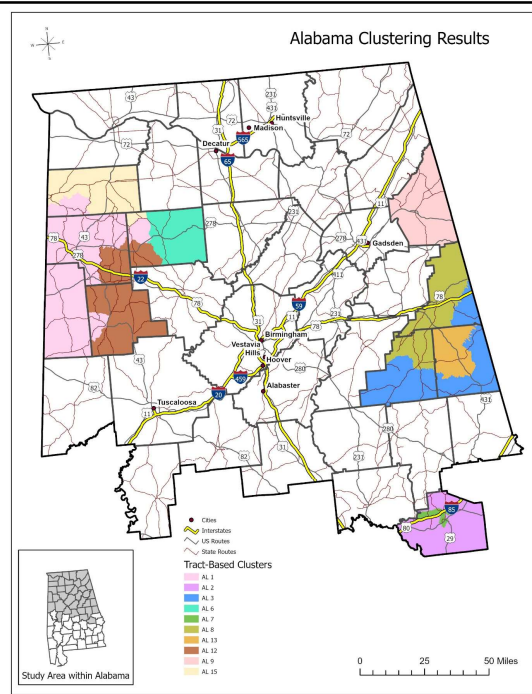 Alabama Clustering Results
N
W
E
S
43
72
72
72
31
231
431
Huntsville
Madison
565
Decatur
65
11
43
78
278
278
231
278
431
Gadsden
22
411
59
78
78
11
231
78
78
31
Birmingham
Vestavia
Hills
Hoover
280
459
20
Alabaster
43
82
11
Tuscaloosa
82
31
231
280
431
85
80
29
Cities
Interstates
US Routes
State Routes
Tract-Based Clusters
AL 1
AL 2
AL 3
AL 6
AL 7
AL 8
AL 13
AL 12
AL 9
AL 15
Study Area within Alabama
0 25 50 Miles